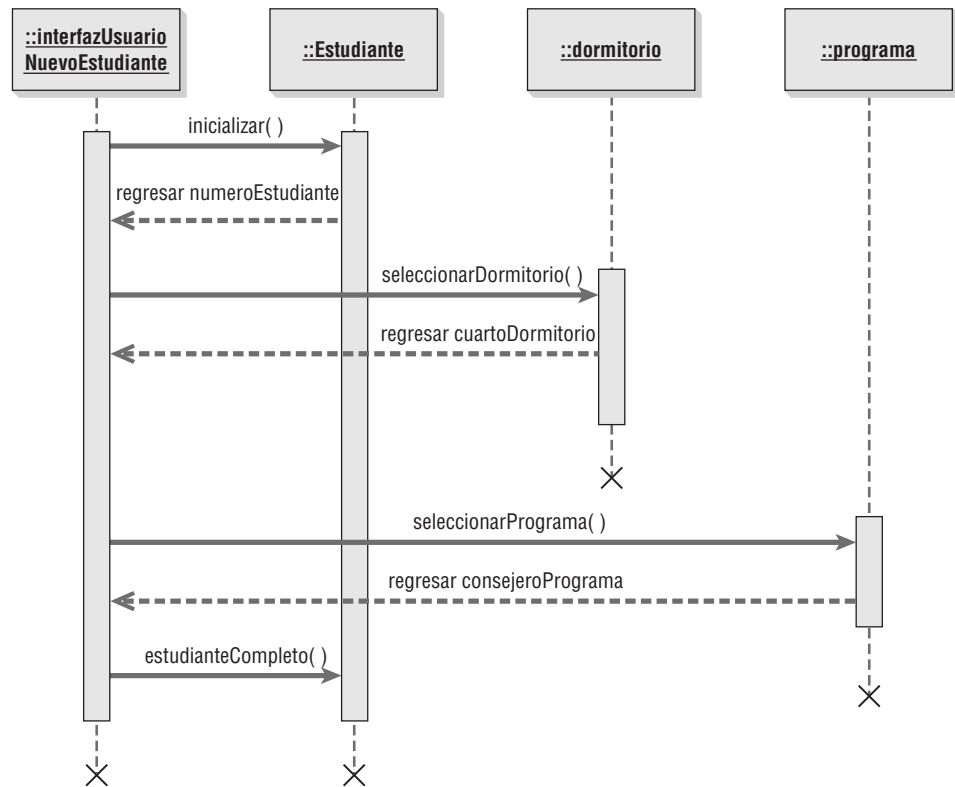 ::interfazUsuario
NuevoEstudiante
::Estudiante
::dormitorio
::programa
inicializar( )
regresar numeroEstudiante
seleccionarDormitorio( )
regresar cuartoDormitorio
seleccionarPrograma( )
regresar consejeroPrograma
estudianteCompleto( )